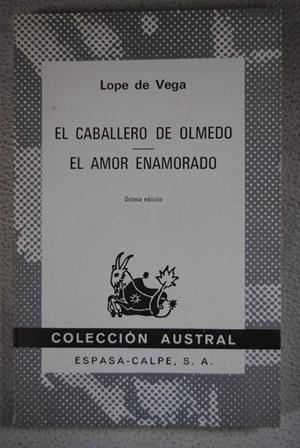 Lope de Vega
EL CABALLERO DE OLMEDO
EL AMOR ENAMORADO
Octava edición
COLECCIÓN AUSTRAL
ESPASA-CALPE, S. A.